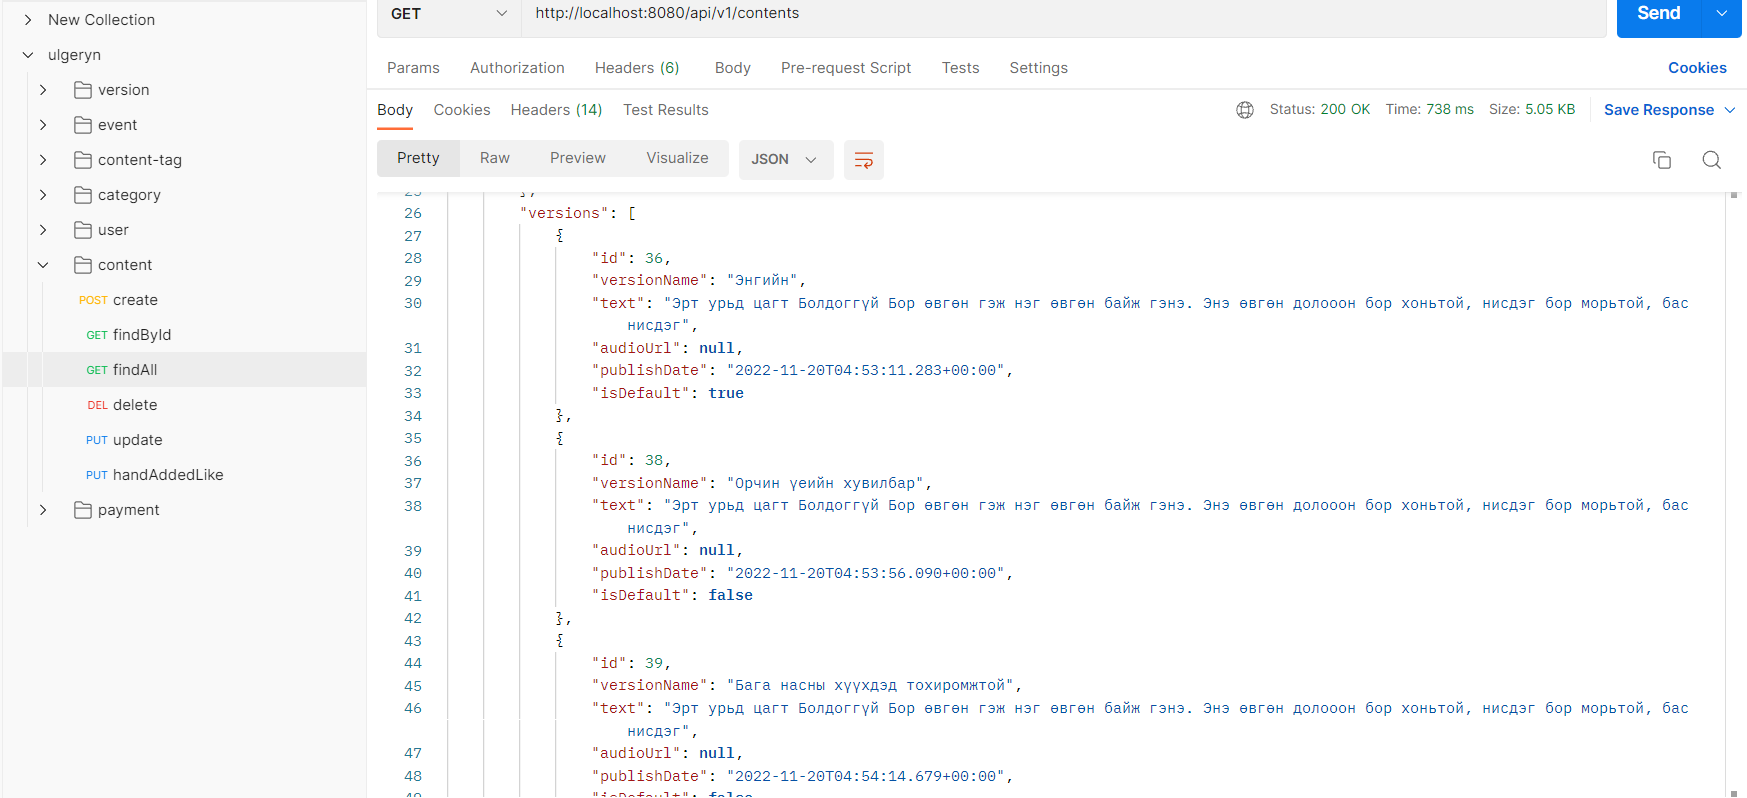 New Collection
ulgeryn
version
event
content-tag
category
user
content
POST create
GET findById
GET findAll
DEL delete
PUT update
PUT handAddedLike
payment
GET http://localhost:8080/api/v1/contents Send
Params Authorization Headers (6) Body Pre-request Script Tests Settings Cookies
Body Cookies Headers (14) Test Results Status: 200 OK Time: 738 ms Size: 5.05 KB Save Response
Pretty Raw Preview Visualize JSON
25 },
26 "versions": [
27 {
28 "id": 36,
29 "versionName": "Энгийн",
30 "text": "Эрт урьд цагт Болдоггүй Бор өвгөн гэж нэг өвгөн байж гэнэ. Энэ өвгөн долооон бор хоньтой, нисдэг бор морьтой, бас
нисдэг",
31 "audioUrl": null,
32 "publishDate": "2022-11-20T04:53:11.283+00:00",
33 "isDefault": true
34 },
35 {
36 "id": 38,
37 "versionName": "Орчин үеийн хувилбар",
38 "text": "Эрт урьд цагт Болдоггүй Бор өвгөн гэж нэг өвгөн байж гэнэ. Энэ өвгөн долооон бор хоньтой, нисдэг бор морьтой, бас
нисдэг",
39 "audioUrl": null,
40 "publishDate": "2022-11-20T04:53:56.090+00:00",
41 "isDefault": false
42 },
43 {
44 "id": 39,
45 "versionName": "Бага насны хүүхдэд тохиромжтой",
46 "text": "Эрт урьд цагт Болдоггүй Бор өвгөн гэж нэг өвгөн байж гэнэ. Энэ өвгөн долооон бор хоньтой, нисдэг бор морьтой, бас
нисдэг",
47 "audioUrl": null,
48 "publishDate": "2022-11-20T04:54:14.679+00:00",
49 "isDefault": false